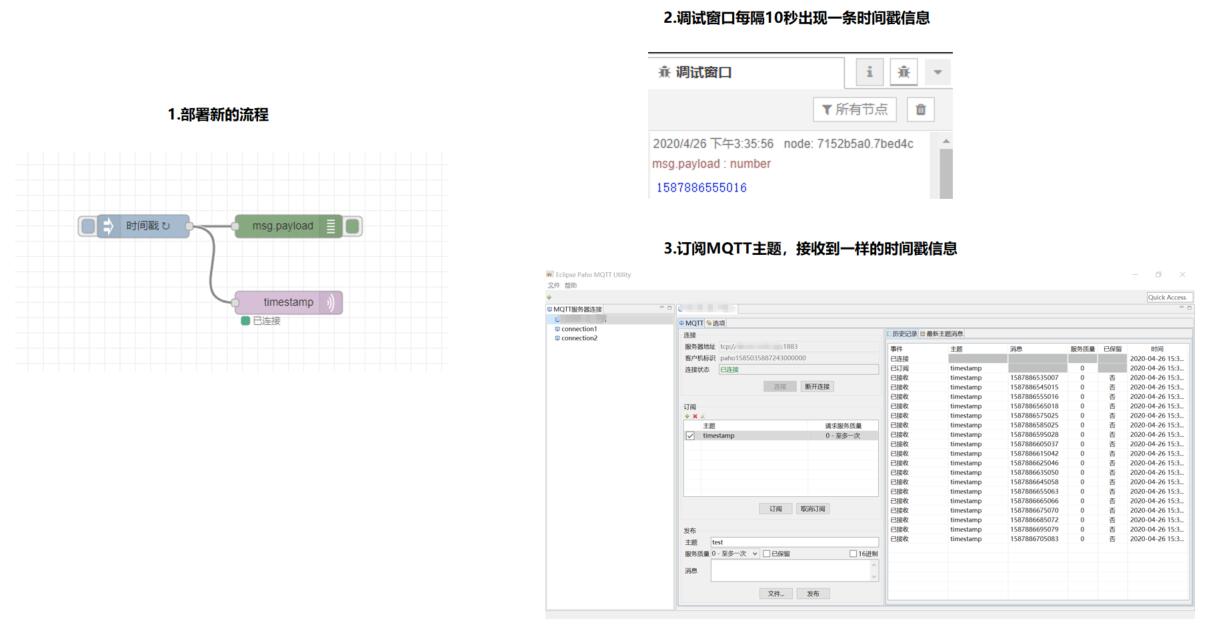 1.部署新的流程
时间戳 ↻
msg.payload
timestamp
已连接
2.调试窗口每隔10秒出现一条时间戳信息
调试窗口
i
所有节点
2020/4/26 下午3:35:56 node: 7152b5a0.7bed4c
msg.payload : number
1587886555016
3.订阅MQTT主题，接收到一样的时间戳信息
Eclipse Paho MQTT Utility
文件 帮助
Quick Access
MQTT服务器连接
connection1
connection2
MQTT 选项
连接
服务器地址 tcp:// :1883
客户机标识 paho1585035887243000000
连接状态 已连接
连接 断开连接
订阅
主题 请求服务质量
timestamp 0 - 至多一次
订阅 取消订阅
发布
主题 test
服务质量 0 - 至多一次 已保留 16进制
消息
文件... 发布
历史记录 最新主题消息
事件 主题 消息 服务质量 已保留 时间
已连接 2020-04-26 15:3...
已订阅 timestamp 0 2020-04-26 15:3...
已接收 timestamp 1587886535007 0 否 2020-04-26 15:3...
已接收 timestamp 1587886545015 0 否 2020-04-26 15:3...
已接收 timestamp 1587886555016 0 否 2020-04-26 15:3...
已接收 timestamp 1587886565018 0 否 2020-04-26 15:3...
已接收 timestamp 1587886575025 0 否 2020-04-26 15:3...
已接收 timestamp 1587886585025 0 否 2020-04-26 15:3...
已接收 timestamp 1587886595028 0 否 2020-04-26 15:3...
已接收 timestamp 1587886605037 0 否 2020-04-26 15:3...
已接收 timestamp 1587886615042 0 否 2020-04-26 15:3...
已接收 timestamp 1587886625046 0 否 2020-04-26 15:3...
已接收 timestamp 1587886635050 0 否 2020-04-26 15:3...
已接收 timestamp 1587886645058 0 否 2020-04-26 15:3...
已接收 timestamp 1587886655063 0 否 2020-04-26 15:3...
已接收 timestamp 1587886665066 0 否 2020-04-26 15:3...
已接收 timestamp 1587886675070 0 否 2020-04-26 15:3...
已接收 timestamp 1587886685072 0 否 2020-04-26 15:3...
已接收 timestamp 1587886695079 0 否 2020-04-26 15:3...
已接收 timestamp 1587886705083 0 否 2020-04-26 15:3...